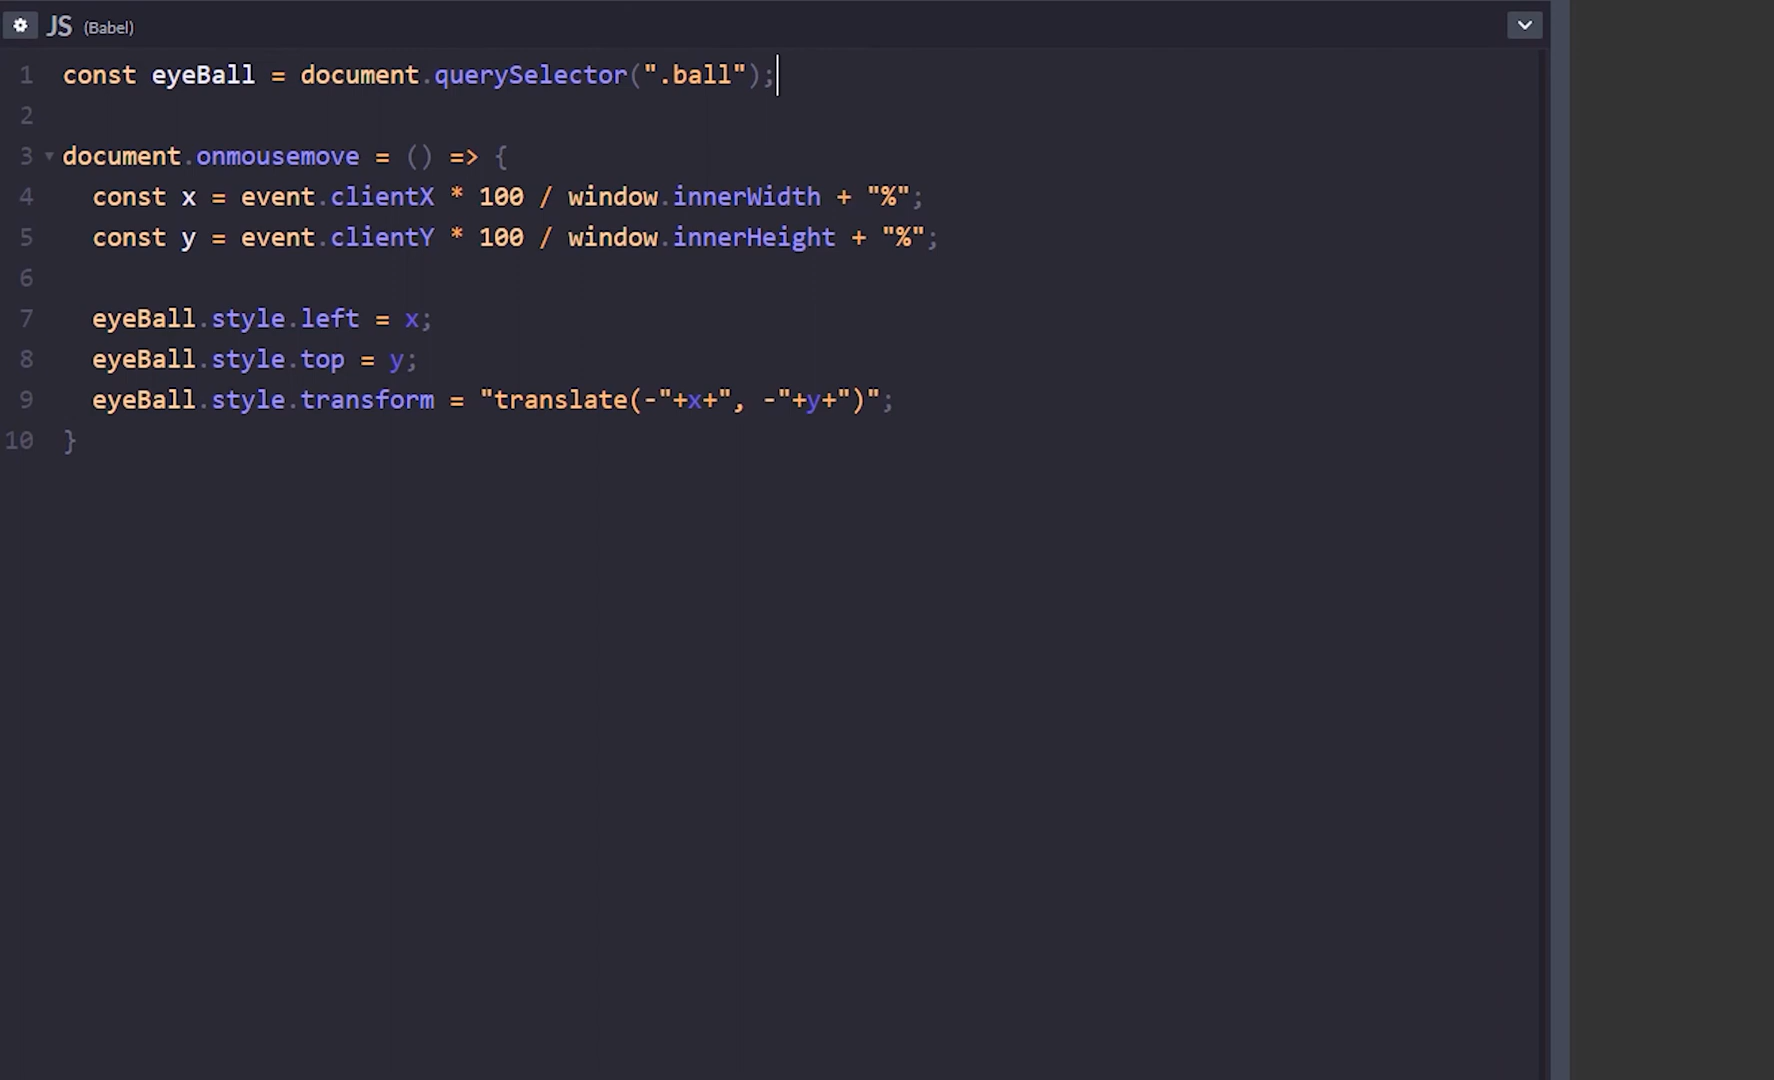 JS (Babel)
1 const eyeBall = document.querySelector(".ball");
2
3 document.onmousemove = () => {
4 const x = event.clientX * 100 / window.innerWidth + "%";
5 const y = event.clientY * 100 / window.innerHeight + "%";
6
7 eyeBall.style.left = x;
8 eyeBall.style.top = y;
9 eyeBall.style.transform = "translate(-"+x+", -"+y+")";
10 }